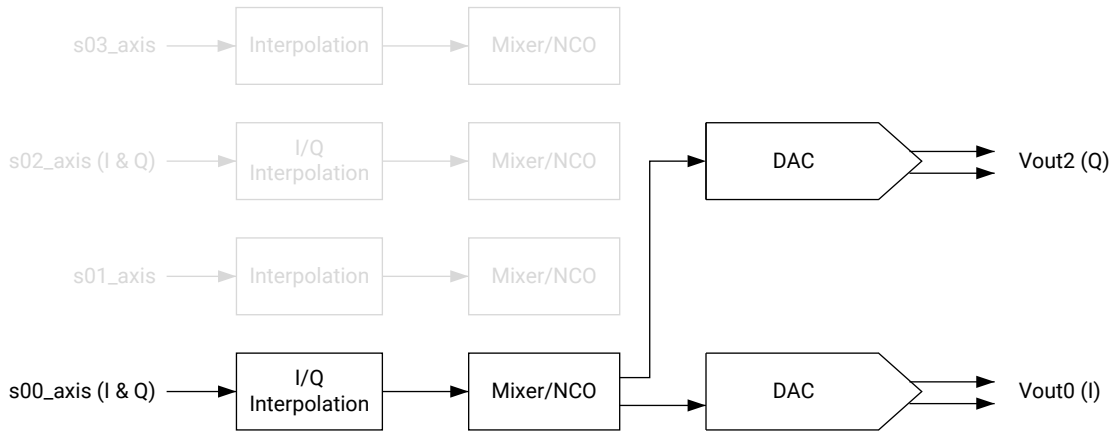 s03_axis
Interpolation
Mixer/NCO
s02_axis (I & Q)
I/Q
Interpolation
Mixer/NCO
DAC
Vout2 (Q)
s01_axis
Interpolation
Mixer/NCO
s00_axis (I & Q)
I/Q
Interpolation
Mixer/NCO
DAC
Vout0 (I)